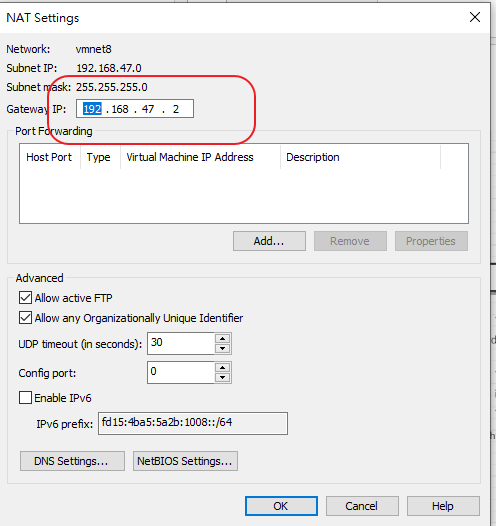 NAT Settings
Network: vmnet8
Subnet IP: 192.168.47.0
Subnet mask: 255.255.255.0
Gateway IP: 192 . 168 . 47 . 2
Port Forwarding
Host Port Type Virtual Machine IP Address Description
Add... Remove Properties
Advanced
Allow active FTP
Allow any Organizationally Unique Identifier
UDP timeout (in seconds): 30
Config port: 0
Enable IPv6
IPv6 prefix: fd15:4ba5:5a2b:1008::/64
DNS Settings... NetBIOS Settings...
OK Cancel Help